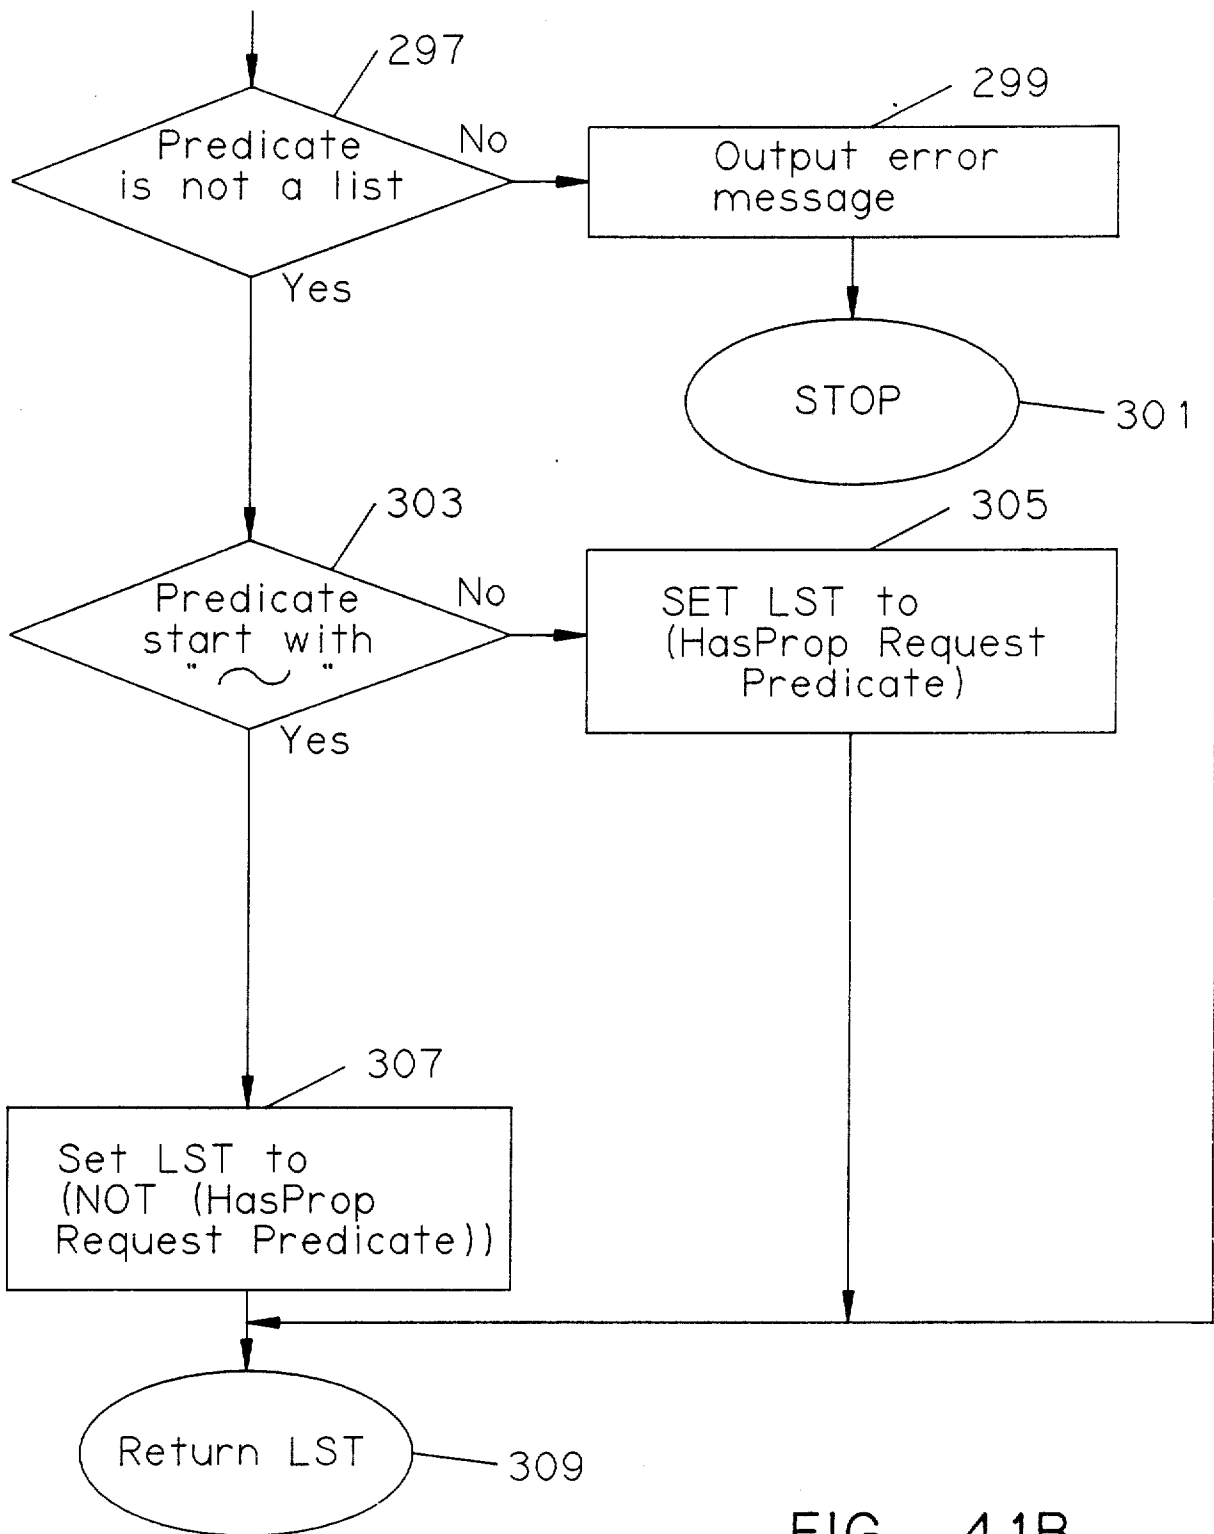 297
Predicate
is not a list
No
299
Output error
message
Yes
STOP
301
303
Predicate
start with
" ~ "
No
305
SET LST to
(HasProp Request
Predicate)
Yes
307
Set LST to
(NOT (HasProp
Request Predicate))
Return LST
309
FIG. 41B